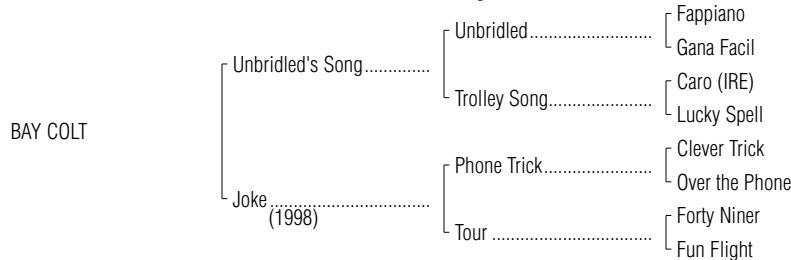 Fappiano
Unbridled..............................
Gana Facil
Unbridled's Song..............
Caro (IRE)
Trolley Song.........................
Lucky Spell
BAY COLT
Clever Trick
Phone Trick..........................
Over the Phone
Joke .......................................
(1998)
Forty Niner
Tour .......................................
Fun Flight